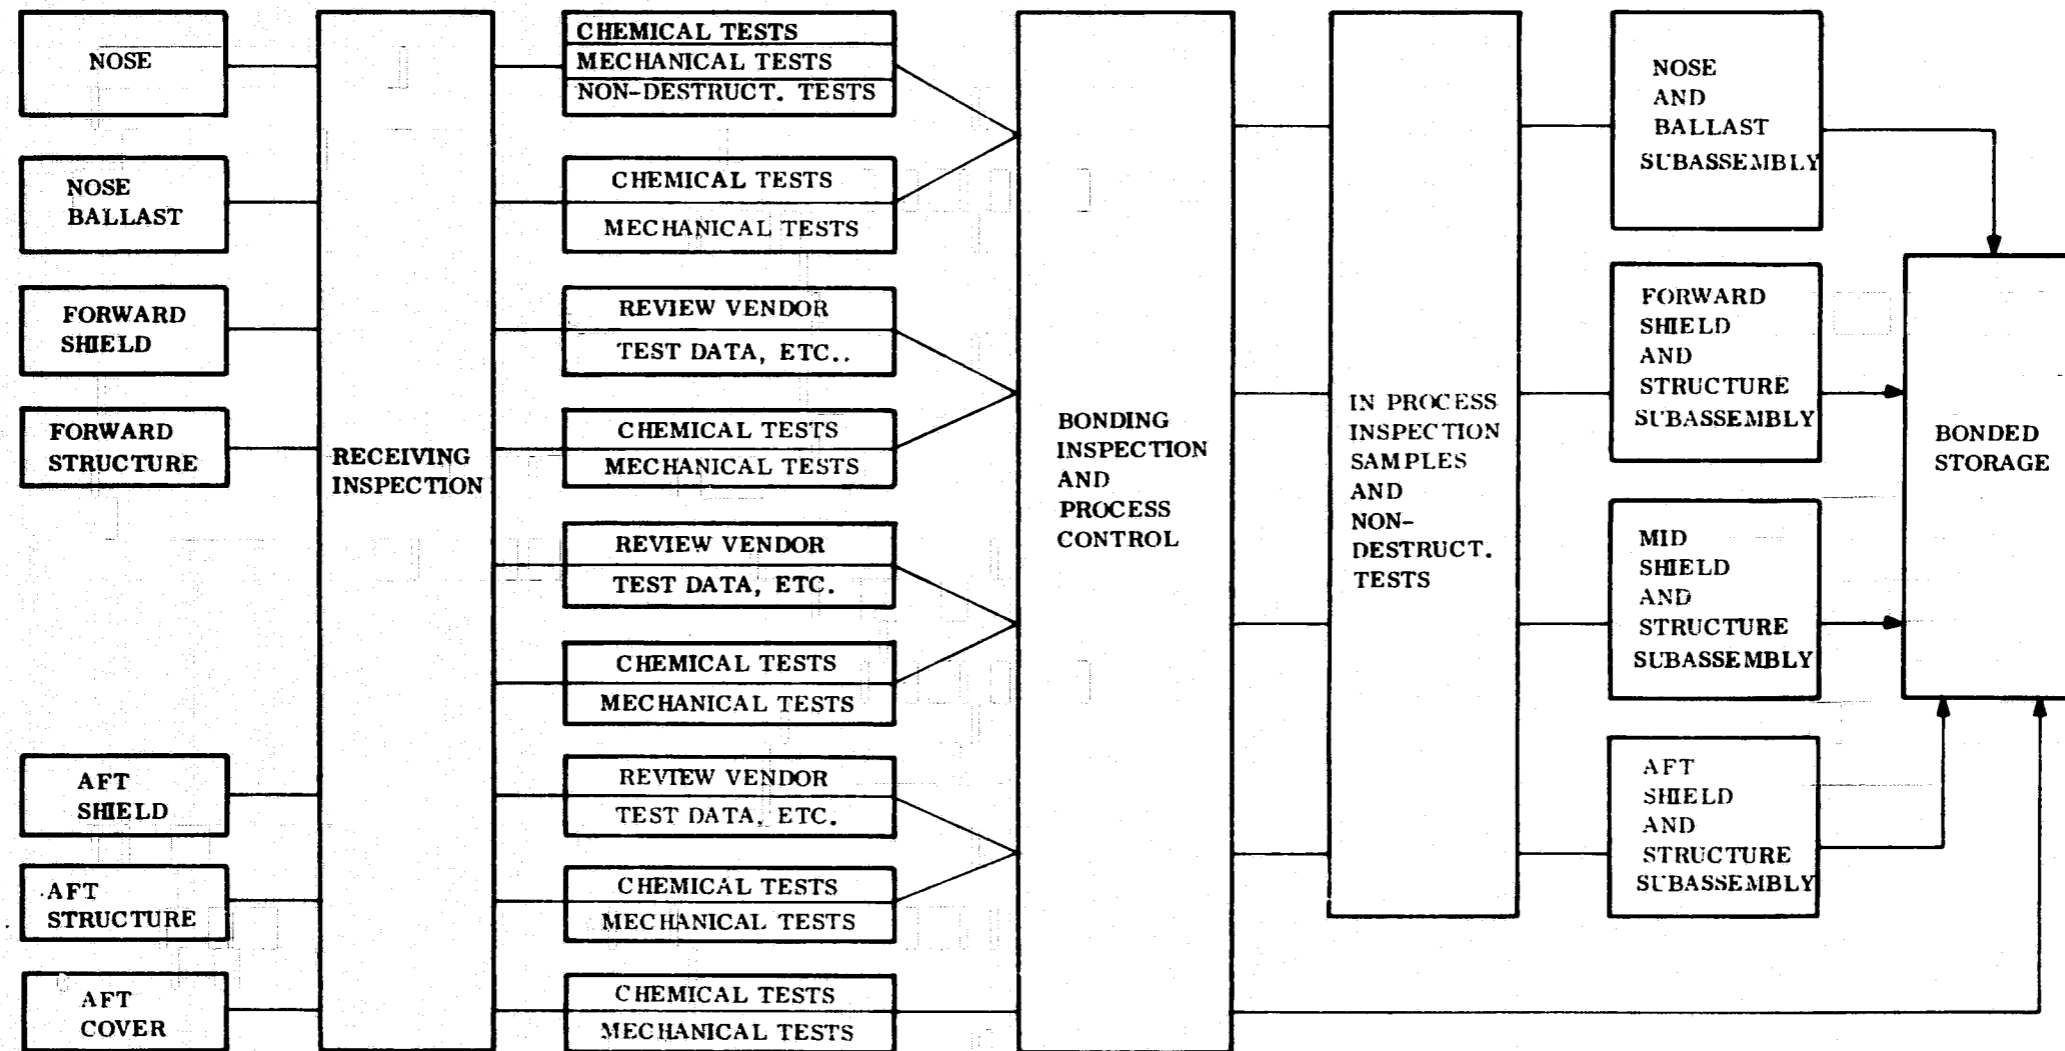 NOSE
NOSE
BALLAST
FORWARD
SHIELD
FORWARD
STRUCTURE
AFT
SHIELD
AFT
STRUCTURE
AFT
COVER
RECEIVING
INSPECTION
CHEMICAL TESTS
MECHANICAL TESTS
NON-DESTRUCT. TESTS
CHEMICAL TESTS
MECHANICAL TESTS
REVIEW VENDOR
TEST DATA, ETC..
CHEMICAL TESTS
MECHANICAL TESTS
REVIEW VENDOR
TEST DATA, ETC.
CHEMICAL TESTS
MECHANICAL TESTS
REVIEW VENDOR
TEST DATA, ETC.
CHEMICAL TESTS
MECHANICAL TESTS
CHEMICAL TESTS
MECHANICAL TESTS
BONDING
INSPECTION
AND
PROCESS
CONTROL
IN PROCESS
INSPECTION
SAMPLES
AND
NON-
DESTRUCT.
TESTS
NOSE
AND
BALLAST
SUBASSEMBLY
FORWARD
SHIELD
AND
STRUCTURE
SUBASSEMBLY
MID
SHIELD
AND
STRUCTURE
SUBASSEMBLY
AFT
SHIELD
AND
STRUCTURE
SUBASSEMBLY
BONDED
STORAGE